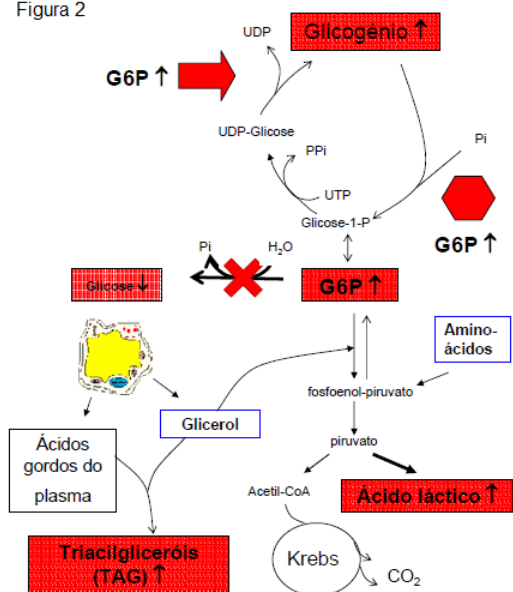 Figura 2
UDP
Glicogénio ↑
G6P ↑
UDP-Glicose
PPi
Pi
UTP
Glicose-1-P
G6P ↑
Pi
H₂O
Glicose ↓
G6P ↑
Amino-
ácidos
fosfoenol-piruvato
Glicerol
piruvato
Ácidos
gordos do
plasma
Acetil-CoA
Ácido láctico ↑
Triacilgliceróis
(TAG) ↑
Krebs
CO₂